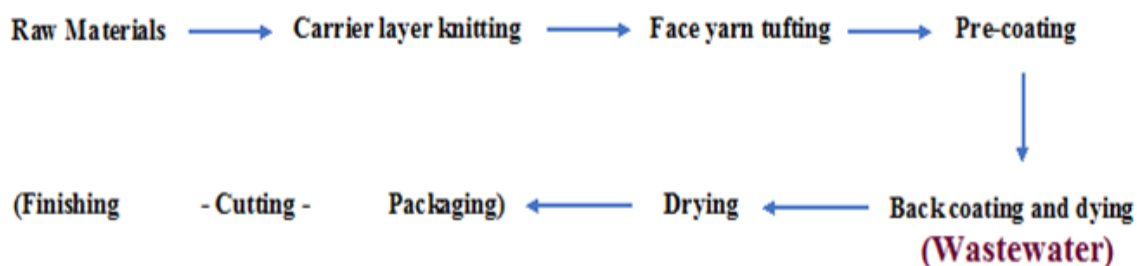 Raw Materials Carrier layer knitting Face yarn tufting Pre-coating
(Finishing - Cutting - Packaging) Drying Back coating and dying
(Wastewater)